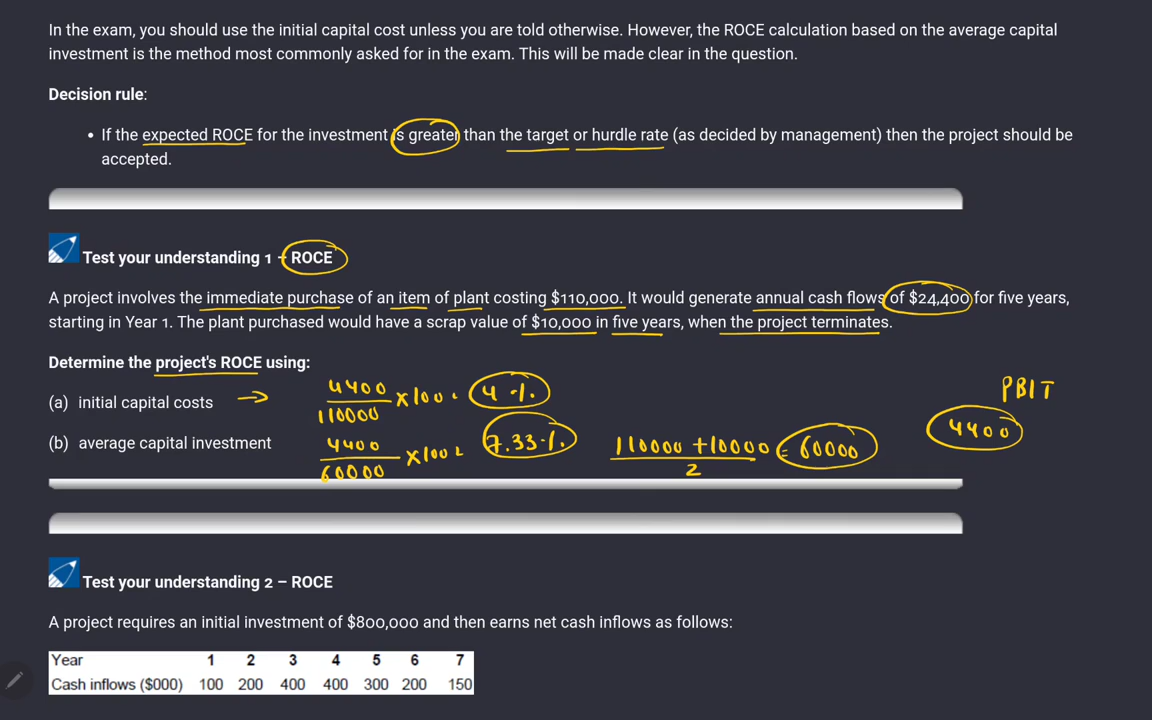 In the exam, you should use the initial capital cost unless you are told otherwise. However, the ROCE calculation based on the average capital
investment is the method most commonly asked for in the exam. This will be made clear in the question.
Decision rule:
• If the expected ROCE for the investment is greater than the target or hurdle rate (as decided by management) then the project should be
accepted.
Test your understanding 1 - ROCE
A project involves the immediate purchase of an item of plant costing $110,000. It would generate annual cash flows of $24,400 for five years,
starting in Year 1. The plant purchased would have a scrap value of $10,000 in five years, when the project terminates.
Determine the project's ROCE using:
(a) initial capital costs → 4400 / 110000 × 100 = 4 %. PBIT
4400
(b) average capital investment 4400 / 60000 × 100 = 7.33 %. 110000 + 10000 / 2 = 60000
Test your understanding 2 – ROCE
A project requires an initial investment of $800,000 and then earns net cash inflows as follows:
Year 1 2 3 4 5 6 7
Cash inflows ($000) 100 200 400 400 300 200 150